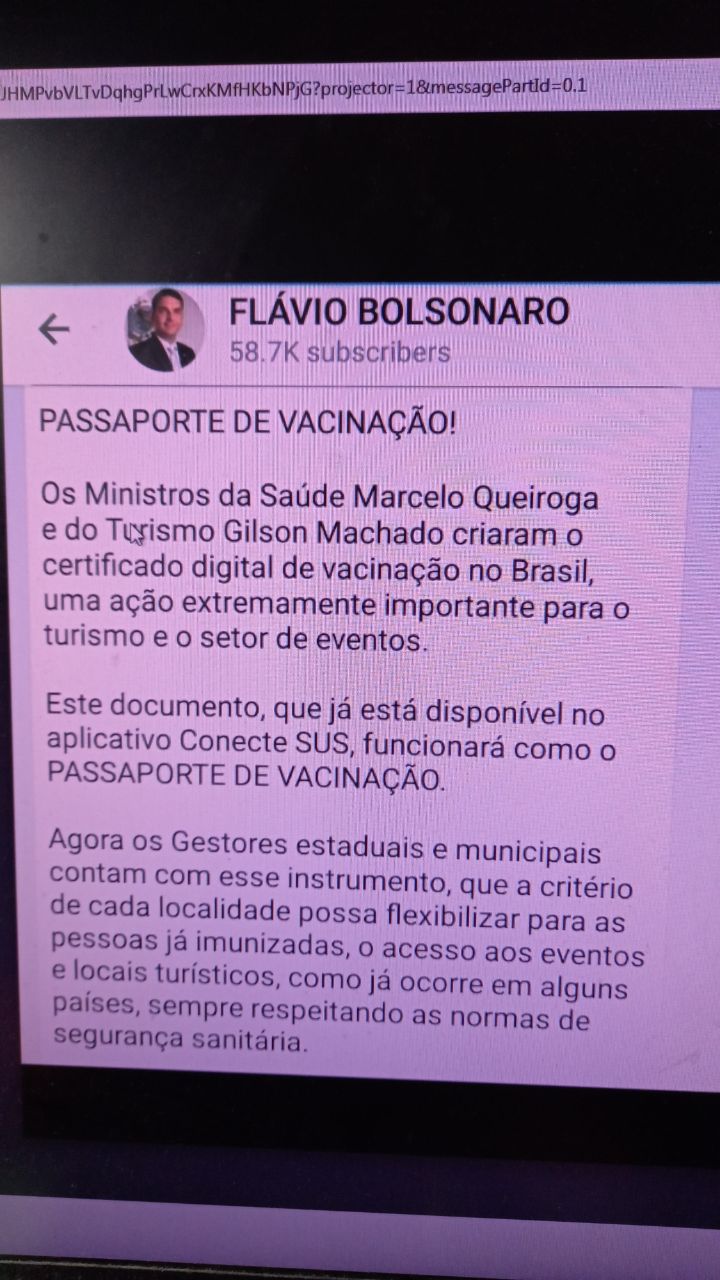 JHMPvbVLTvDqhgPrLwCrxKMfHKbNPjG?projector=1&messagePartId=0.1
FLÁVIO BOLSONARO
58.7K subscribers
PASSAPORTE DE VACINAÇÃO!
Os Ministros da Saúde Marcelo Queiroga
e do Turismo Gilson Machado criaram o
certificado digital de vacinação no Brasil,
uma ação extremamente importante para o
turismo e o setor de eventos.
Este documento, que já está disponível no
aplicativo Conecte SUS, funcionará como o
PASSAPORTE DE VACINAÇÃO.
Agora os Gestores estaduais e municipais
contam com esse instrumento, que a critério
de cada localidade possa flexibilizar para as
pessoas já imunizadas, o acesso aos eventos
e locais turísticos, como já ocorre em alguns
países, sempre respeitando as normas de
segurança sanitária.